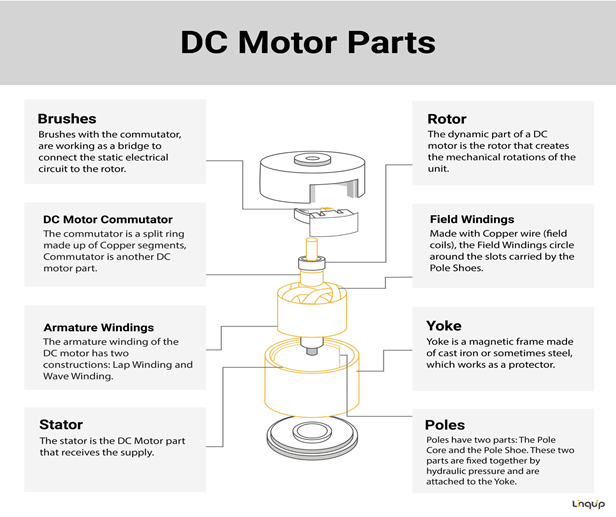 DC Motor Parts
Brushes
Brushes with the commutator,
are working as a bridge to
connect the static electrical
circuit to the rotor.
DC Motor Commutator
The commutator is a split ring
made up of Copper segments,
Commutator is another DC
motor part.
Armature Windings
The armature winding of the
DC motor has two
constructions: Lap Winding and
Wave Winding.
Stator
The stator is the DC Motor part
that receives the supply.
Rotor
The dynamic part of a DC
motor is the rotor that creates
the mechanical rotations of the
unit.
Field Windings
Made with Copper wire (field
coils), the Field Windings circle
around the slots carried by the
Pole Shoes.
Yoke
Yoke is a magnetic frame made
of cast iron or sometimes steel,
which works as a protector.
Poles
Poles have two parts: The Pole
Core and the Pole Shoe. These two
parts are fixed together by
hydraulic pressure and are
attached to the Yoke.
Linquip